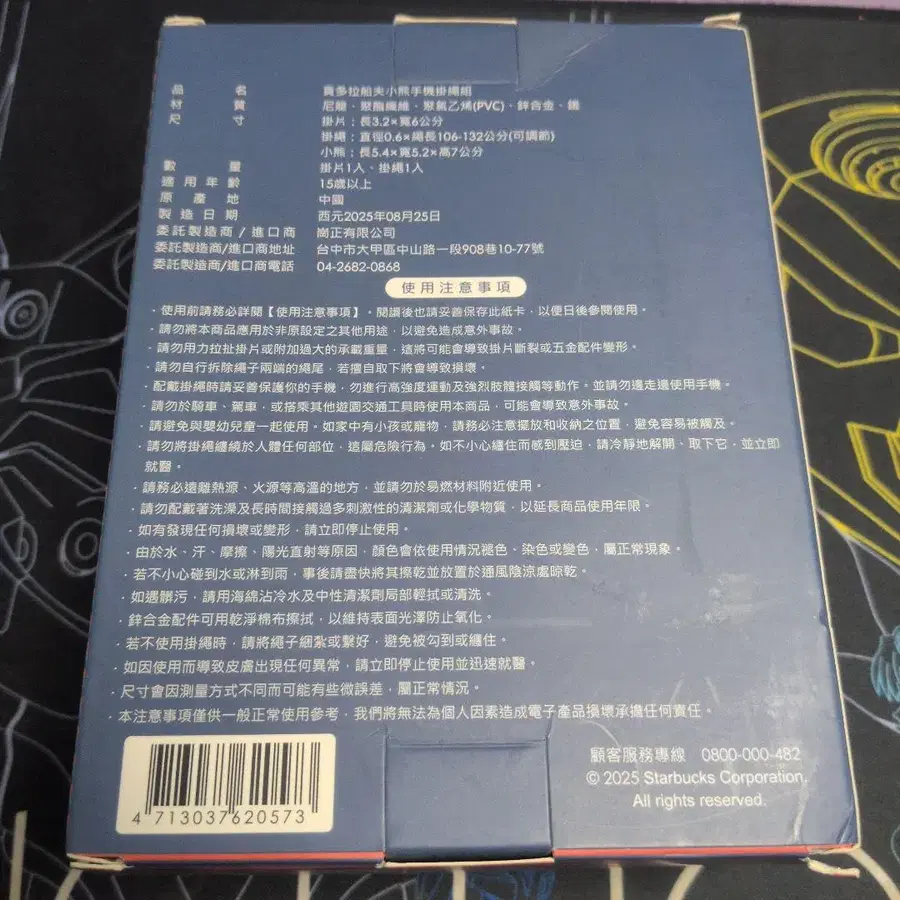 品名 貢多拉船夫小熊手機掛繩組
材質 尼龍、聚酯纖維、聚氯乙烯(PVC)、鋅合金、鐵
尺寸 掛片：長3.2×寬6公分
掛繩：直徑0.6×繩長106-132公分(可調節)
小熊：長5.4×寬5.2×高7公分
數量 掛片1入、掛繩1入
適用年齡 15歲以上
原產地 中國
製造日期 西元2025年08月25日
委託製造商/進口商 崗正有限公司
委託製造商/進口商地址 台中市大甲區中山路一段908巷10-77號
委託製造商/進口商電話 04-2682-0868
使用注意事項
・使用前請務必詳閱【使用注意事項】。閱讀後也請妥善保存此紙卡，以便日後參閱使用。
・請勿將本商品應用於非原設定之其他用途，以避免造成意外事故。
・請勿用力拉扯掛片或附加過大的承載重量，這將可能會導致掛片斷裂或五金配件變形。
・請勿自行拆除繩子兩端的繩尾，若擅自取下將會導致損壞。
・配戴掛繩時請妥善保護你的手機，勿進行高強度運動及強烈肢體接觸等動作。並請勿邊走邊使用手機。
・請勿於騎車、駕車，或搭乘其他遊園交通工具時使用本商品，可能會導致意外事故。
・請避免與嬰幼兒童一起使用。如家中有小孩或寵物，請務必注意擺放和收納之位置，避免容易被觸及。
・請勿將掛繩纏繞於人體任何部位，這屬危險行為。如不小心纏住而感到壓迫，請冷靜地解開、取下它，並立即
就醫。
・請務必遠離熱源、火源等高溫的地方，並請勿於易燃材料附近使用。
・請勿配戴著洗澡及長時間接觸過多刺激性的清潔劑或化學物質，以延長商品使用年限。
・如有發現任何損壞或變形，請立即停止使用。
・由於水、汗、摩擦、陽光直射等原因，顏色會依使用情況褪色、染色或變色，屬正常現象。
・若不小心碰到水或淋到雨，事後請盡快將其擦乾並放置於通風陰涼處晾乾。
・如遇髒污，請用海綿沾冷水及中性清潔劑局部輕拭或清洗。
・鋅合金配件可用乾淨棉布擦拭，以維持表面光澤防止氧化。
・若不使用掛繩時，請將繩子綑紮或繫好，避免被勾到或纏住。
・如因使用而導致皮膚出現任何異常，請立即停止使用並迅速就醫。
・尺寸會因測量方式不同而可能有些微誤差，屬正常情況。
・本注意事項僅供一般正常使用參考，我們將無法為個人因素造成電子產品損壞承擔任何責任。
顧客服務專線 0800-000-482
© 2025 Starbucks Corporation.
All rights reserved.
4 713037620573